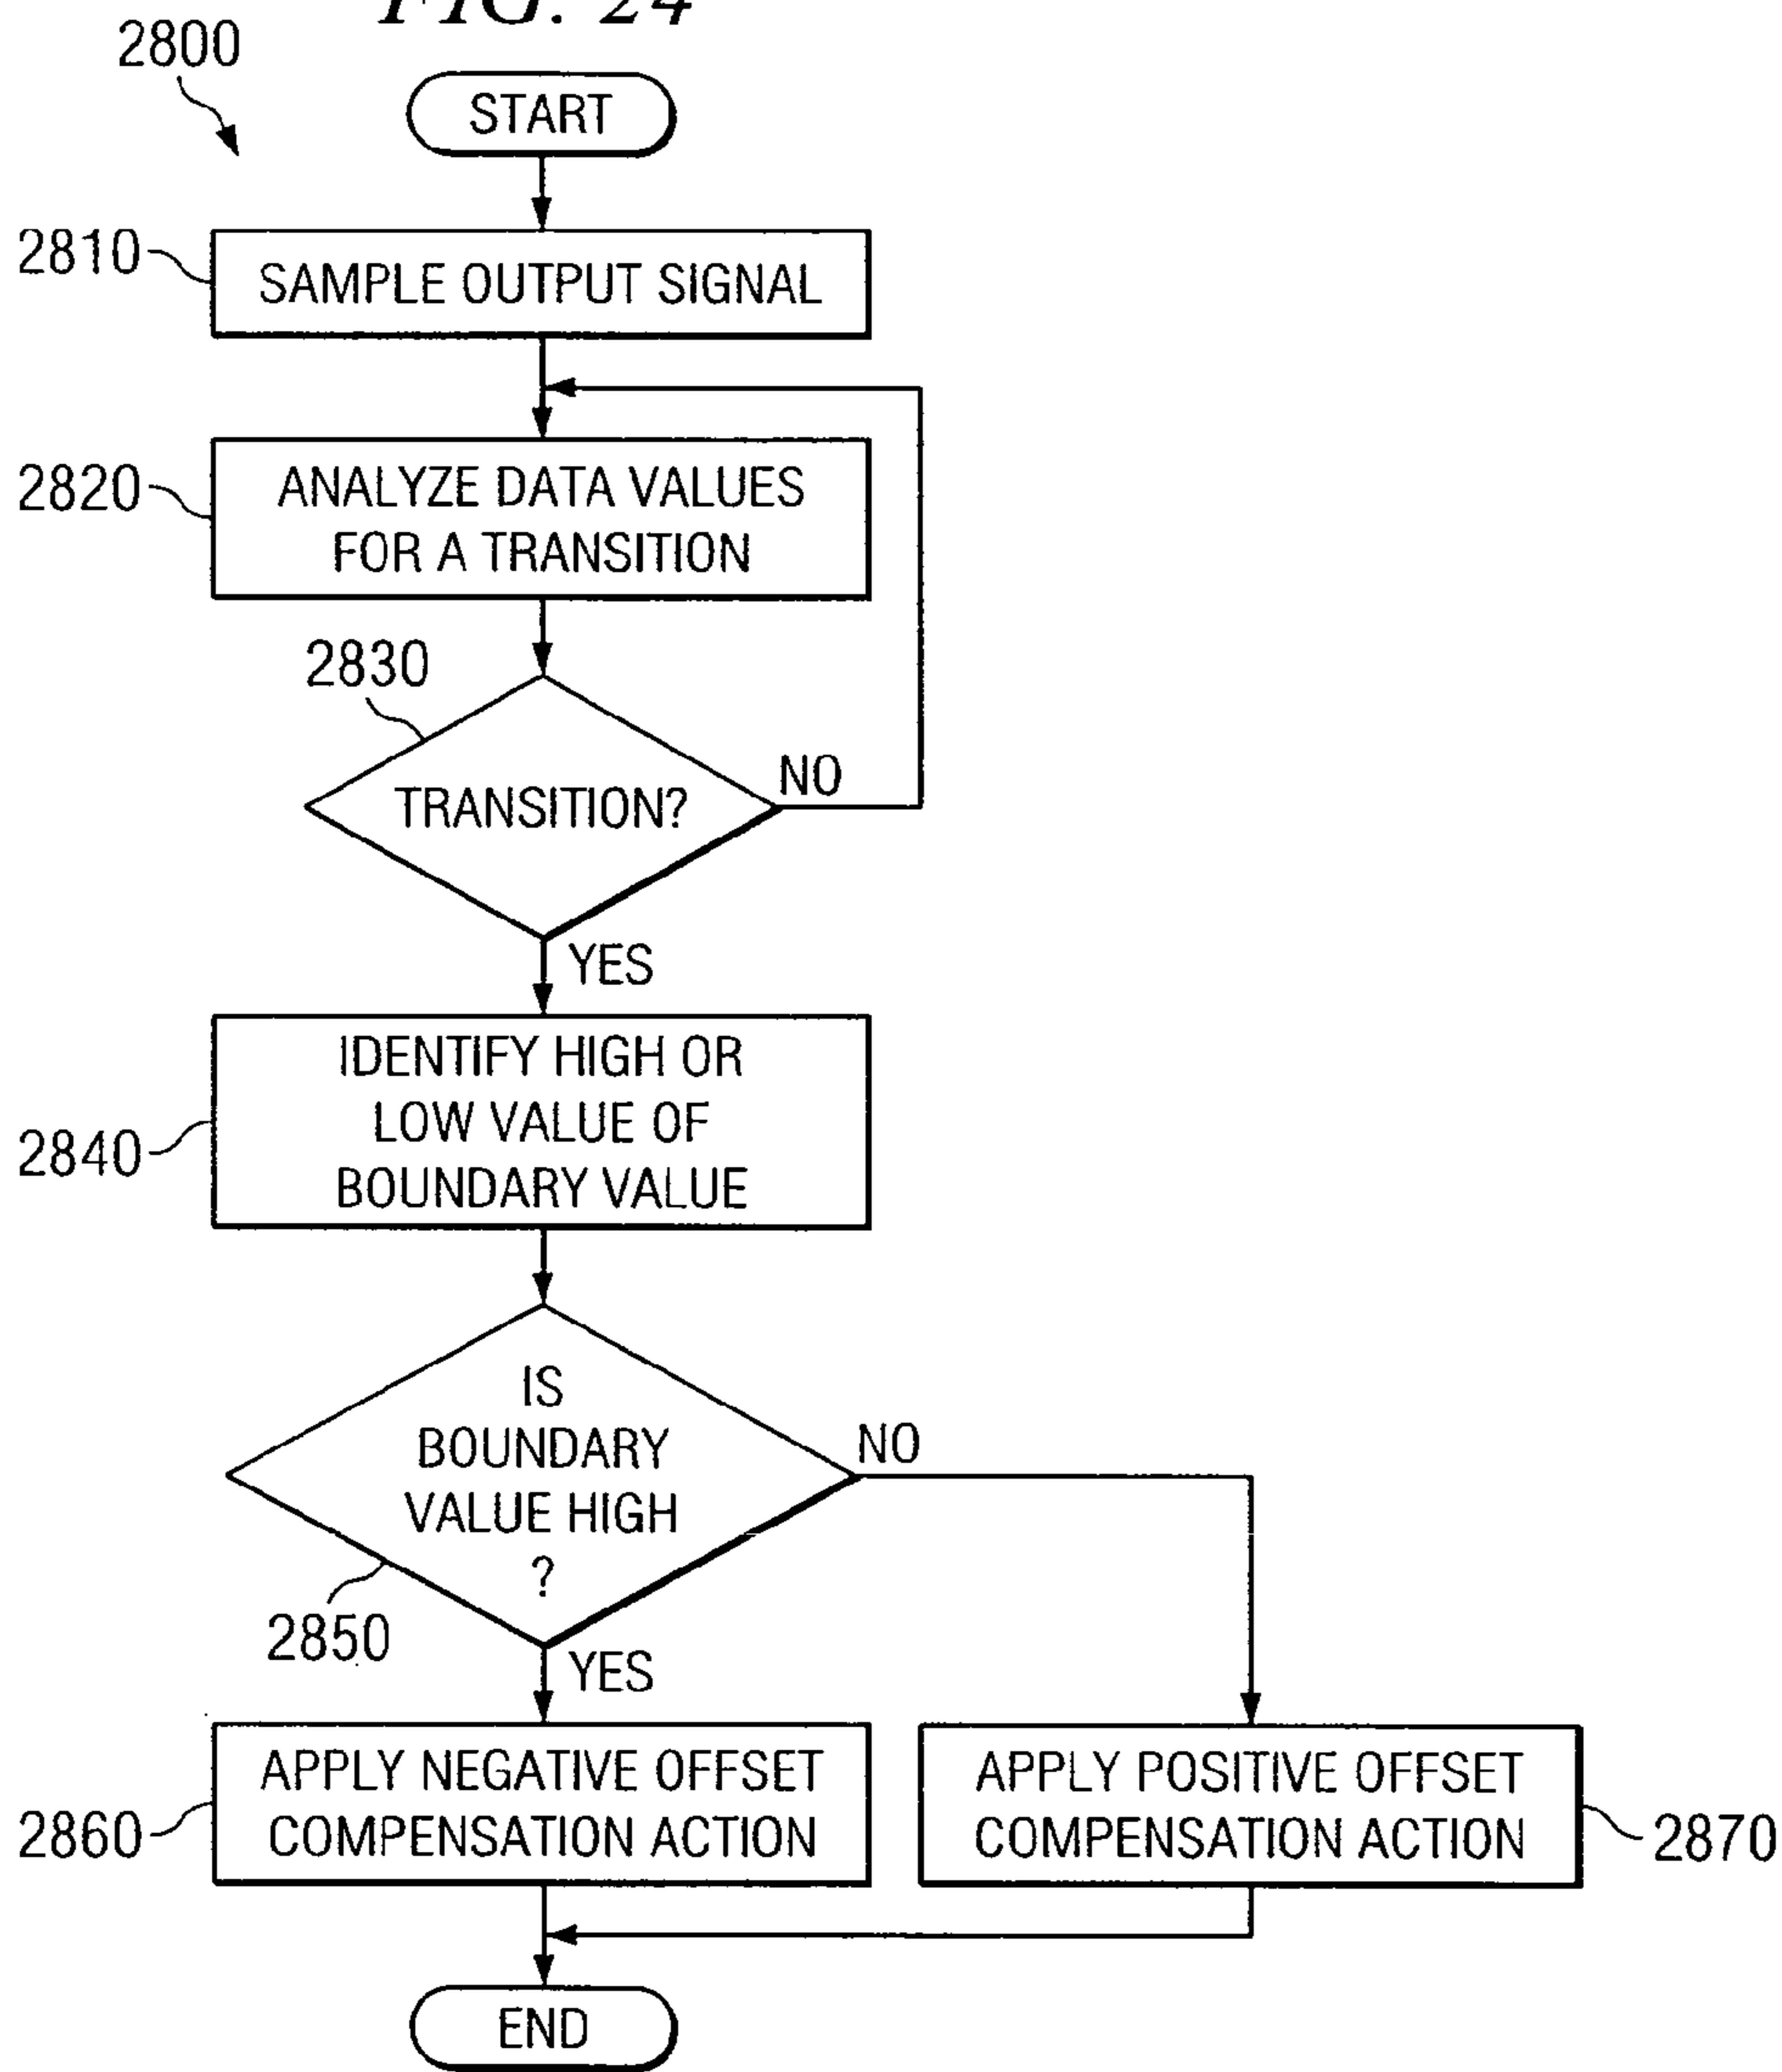 FIG. 24
2800
START
2810
SAMPLE OUTPUT SIGNAL
2820
ANALYZE DATA VALUES
FOR A TRANSITION
2830
TRANSITION?
NO
YES
2840
IDENTIFY HIGH OR
LOW VALUE OF
BOUNDARY VALUE
IS
BOUNDARY
VALUE HIGH
?
NO
2850
YES
2860
APPLY NEGATIVE OFFSET
COMPENSATION ACTION
APPLY POSITIVE OFFSET
COMPENSATION ACTION
2870
END